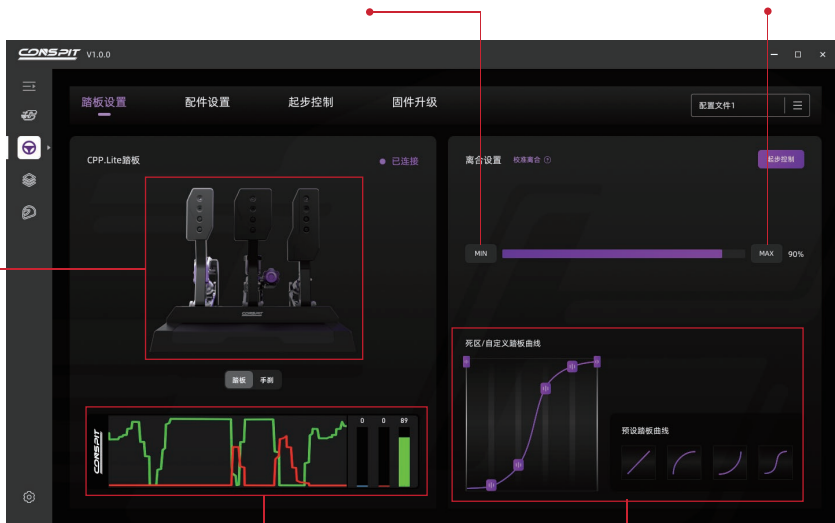 CONSPIT V1.0.0
踏板设置 配件设置 起步控制 固件升级 配置文件1
CPP.Lite踏板 已连接
离合设置 校准离合 ? 起步控制
MIN MAX 90%
CONSPIT
踏板 手刹
死区/自定义踏板曲线
预设踏板曲线
CONSPIT
0 0 89